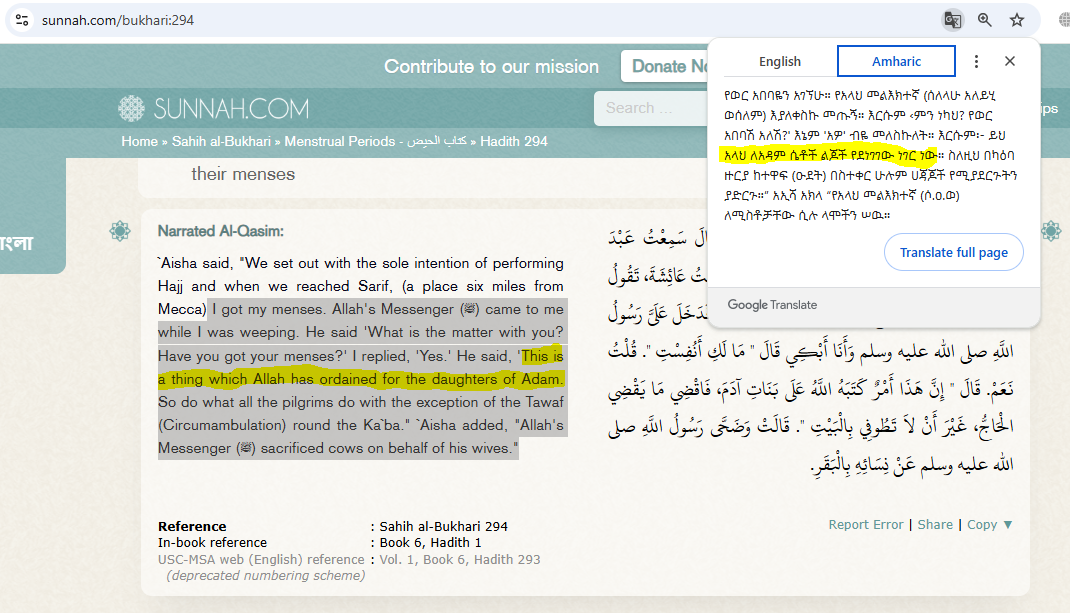 sunnah.com/bukhari:294
Contribute to our mission
Donate No
SUNNAH.COM
Search ...
ips
Home » Sahih al-Bukhari » Menstrual Periods - كتاب الحيض » Hadith 294
their menses
বাংলা
Narrated Al-Qasim:
`Aisha said, "We set out with the sole intention of performing
Hajj and when we reached Sarif, (a place six miles from
Mecca) I got my menses. Allah's Messenger (ﷺ) came to me
while I was weeping. He said 'What is the matter with you?
Have you got your menses?' I replied, 'Yes.' He said, 'This is
a thing which Allah has ordained for the daughters of Adam.
So do what all the pilgrims do with the exception of the Tawaf
(Circumambulation) round the Ka`ba." `Aisha added, "Allah's
Messenger (ﷺ) sacrificed cows on behalf of his wives."
سَمِعْتُ عَبْدَ
عَائِشَةَ، تَقُولُ
فَدَخَلَ عَلَىَّ رَسُولُ
اللَّهِ صلى الله عليه وسلم وَأَنَا أَبْكِي قَالَ " مَا لَكِ أَنُفِسْتِ ". قُلْتُ
نَعَمْ. قَالَ " إِنَّ هَذَا أَمْرٌ كَتَبَهُ اللَّهُ عَلَى بَنَاتِ آدَمَ، فَاقْضِي مَا يَقْضِي
الْحَاجُّ، غَيْرَ أَنْ لاَ تَطُوفِي بِالْبَيْتِ ". قَالَتْ وَضَحَّى رَسُولُ اللَّهِ صلى
الله عليه وسلم عَنْ نِسَائِهِ بِالْبَقَرِ.
Reference : Sahih al-Bukhari 294
In-book reference : Book 6, Hadith 1
USC-MSA web (English) reference : Vol. 1, Book 6, Hadith 293
(deprecated numbering scheme)
Report Error | Share | Copy ▼
English
Amharic
የወር አበባዬን አገኘሁ። የአላህ መልእክተኛ (ሰለላሁ አለይሂ
ወሰለም) እያለቀስኩ መጡኝ። እርሱም ‹ምን ነካህ? የወር
አበባሽ አለሽ?' እኔም 'አዎ' ብዬ መለስኩለት። እርሱም፡- ይህ
አላህ ለአዳም ሴቶች ልጆች የደነገገው ነገር ነው። ስለዚህ በካዕባ
ዙርያ ከተዋፍ (ዑደት) በስተቀር ሁሉም ሀጃጆች የሚያደርጉትን
ያድርጉ።” አኢሻ አክላ “የአላህ መልእክተኛ (ሶ.ዐ.ወ)
ለሚስቶቻቸው ሲሉ ላሞችን ሠዉ።
Translate full page
Google Translate